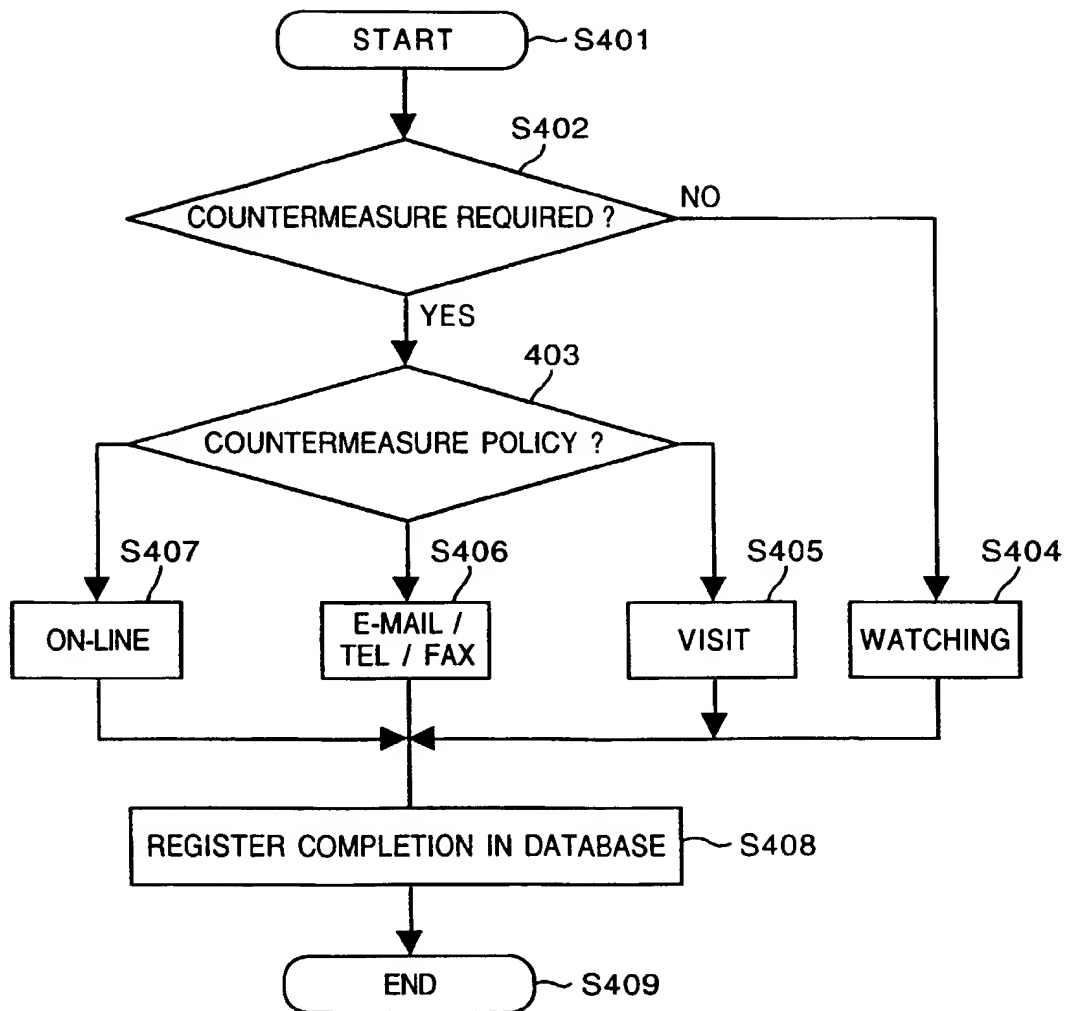 START
S401
S402
COUNTERMEASURE REQUIRED ?
NO
YES
403
COUNTERMEASURE POLICY ?
S407
S406
S405
S404
ON-LINE
E-MAIL /
TEL / FAX
VISIT
WATCHING
REGISTER COMPLETION IN DATABASE
S408
END
S409